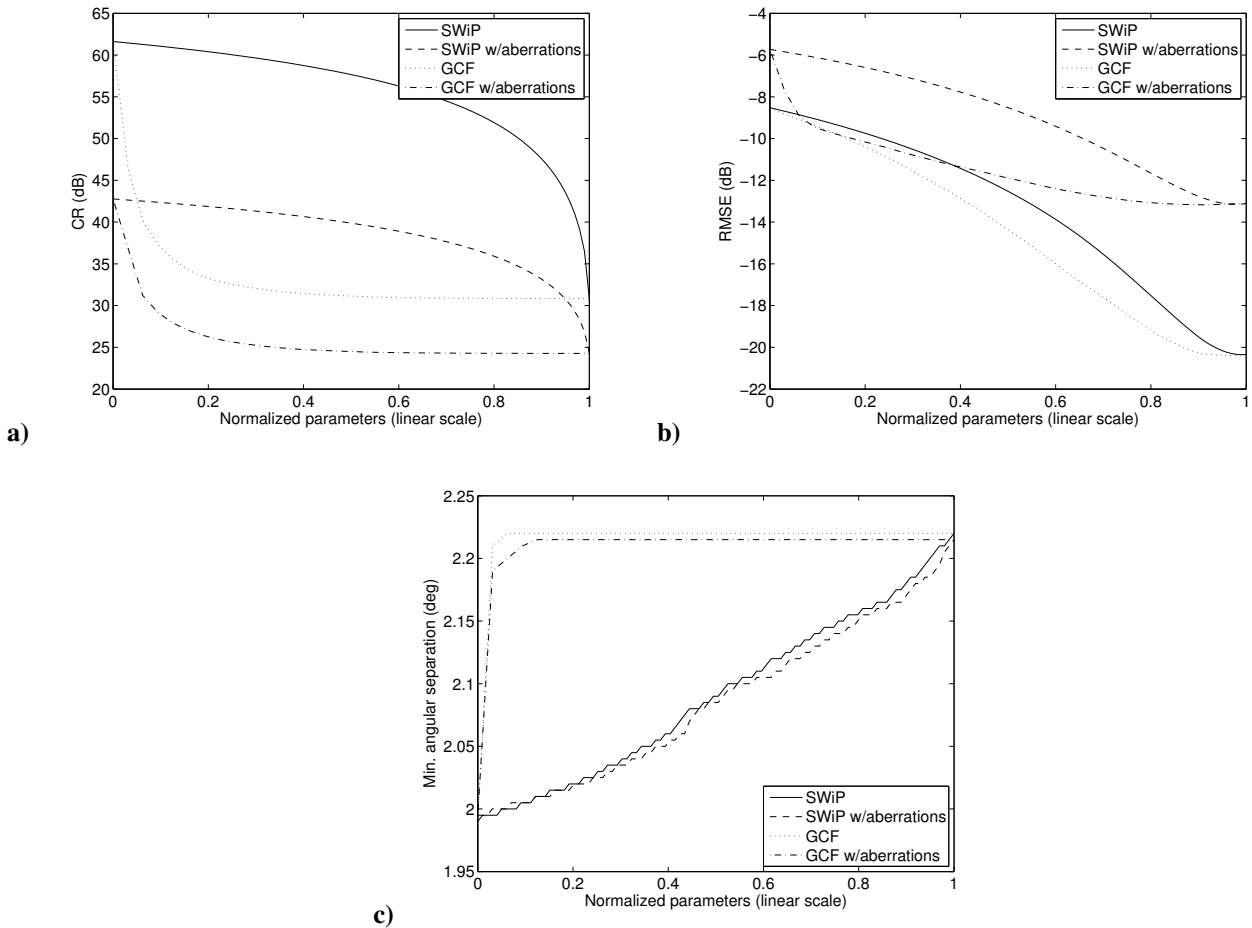 65
60
55
50
45
40
35
30
25
20
CR (dB)
0 0.2 0.4 0.6 0.8 1
Normalized parameters (linear scale)
SWiP
SWiP w/aberrations
GCF
GCF w/aberrations
a)
−4
−6
−8
−10
−12
−14
−16
−18
−20
−22
RMSE (dB)
0 0.2 0.4 0.6 0.8 1
Normalized parameters (linear scale)
SWiP
SWiP w/aberrations
GCF
GCF w/aberrations
b)
2.25
2.2
2.15
2.1
2.05
2
1.95
Min. angular separation (deg)
0 0.2 0.4 0.6 0.8 1
Normalized parameters (linear scale)
SWiP
SWiP w/aberrations
GCF
GCF w/aberrations
c)